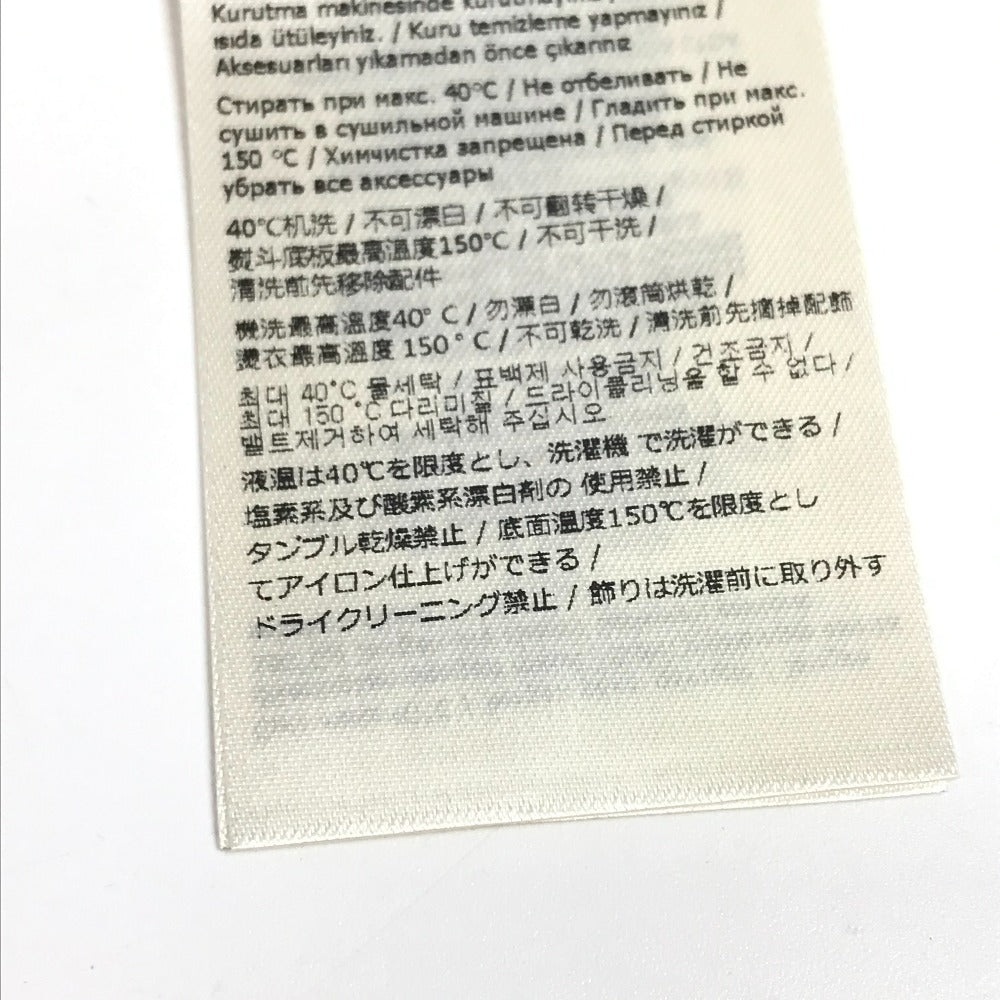 Kurutma makinesinde kurutmayınız
ısıda ütüleyiniz. / Kuru temizleme yapmayınız /
Aksesuarları yıkamadan önce çıkarınız
Стирать при макс. 40°C / Не отбеливать / Не
сушить в сушильной машине / Гладить при макс.
150 °C / Химчистка запрещена / Перед стиркой
убрать все аксессуары
40°C机洗 / 不可漂白 / 不可翻转干燥 /
熨斗底板最高温度150°C / 不可干洗 /
清洗前先移除配件
機洗最高溫度40° C / 勿漂白 / 勿滾筒烘乾 /
燙衣最高溫度 150 ° C / 不可乾洗 / 清洗前先摘掉配飾
최대 40°C 물세탁 / 표백제 사용금지 / 건조금지 /
최대 150 °C 다리미질 / 드라이클리닝을 할 수 없다 /
벨트제거하여 세탁해 주십시오
液温は40℃を限度とし、洗濯機 で洗濯ができる /
塩素系及び酸素系漂白剤の 使用禁止 /
タンブル乾燥禁止 / 底面温度150℃を限度とし
てアイロン仕上げができる /
ドライクリーニング禁止 / 飾りは洗濯前に取り外す